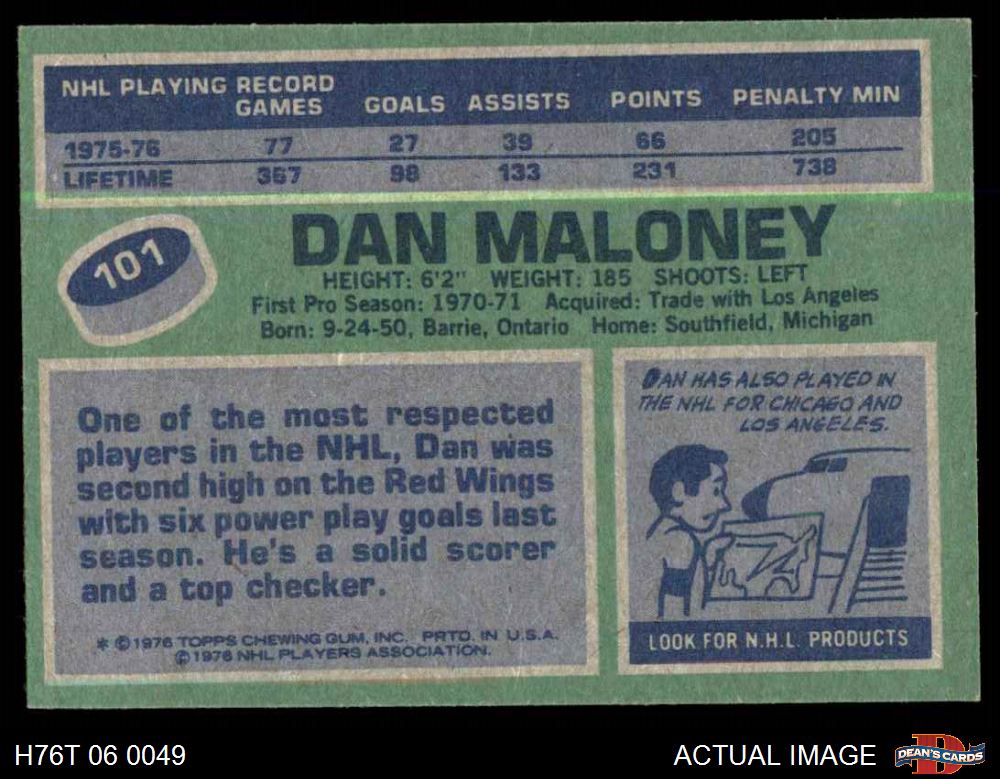 NHL PLAYING RECORD
GAMES GOALS ASSISTS POINTS PENALTY MIN
1975-76 77 27 39 66 205
LIFETIME 367 98 133 231 738
101
DAN MALONEY
HEIGHT: 6'2" WEIGHT: 185 SHOOTS: LEFT
First Pro Season: 1970-71 Acquired: Trade with Los Angeles
Born: 9-24-50, Barrie, Ontario Home: Southfield, Michigan
One of the most respected
players in the NHL, Dan was
second high on the Red Wings
with six power play goals last
season. He's a solid scorer
and a top checker.
* © 1976 TOPPS CHEWING GUM, INC. PRTD. IN U.S.A.
© 1976 NHL PLAYERS ASSOCIATION.
DAN HAS ALSO PLAYED IN
THE NHL FOR CHICAGO AND
LOS ANGELES.
LOOK FOR N.H.L PRODUCTS
H76T 06 0049
ACTUAL IMAGE
D
DEAN'S CARDS